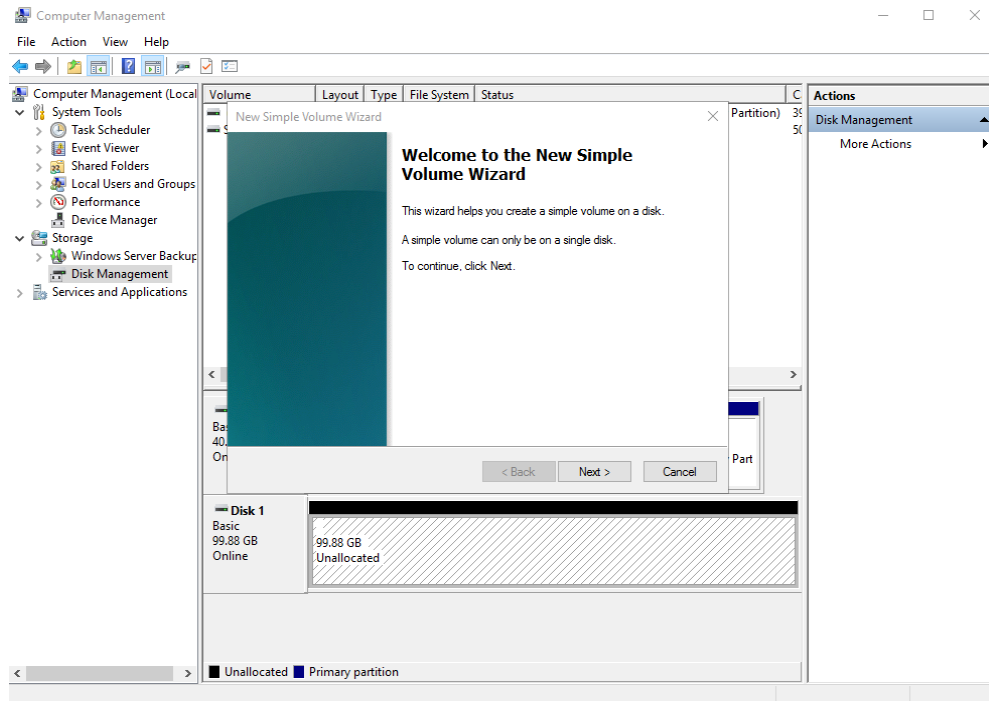 Computer Management
File Action View Help
Computer Management (Local
System Tools
Task Scheduler
Event Viewer
Shared Folders
Local Users and Groups
Performance
Device Manager
Storage
Windows Server Backup
Disk Management
Services and Applications
Volume Layout Type File System Status C
Partition) 39
50
New Simple Volume Wizard
Welcome to the New Simple
Volume Wizard
This wizard helps you create a simple volume on a disk.
A simple volume can only be on a single disk.
To continue, click Next.
< Back Next > Cancel
Ba
40.
On
Part
Disk 1
Basic
99.88 GB
Online
99.88 GB
Unallocated
Unallocated Primary partition
Actions
Disk Management
More Actions